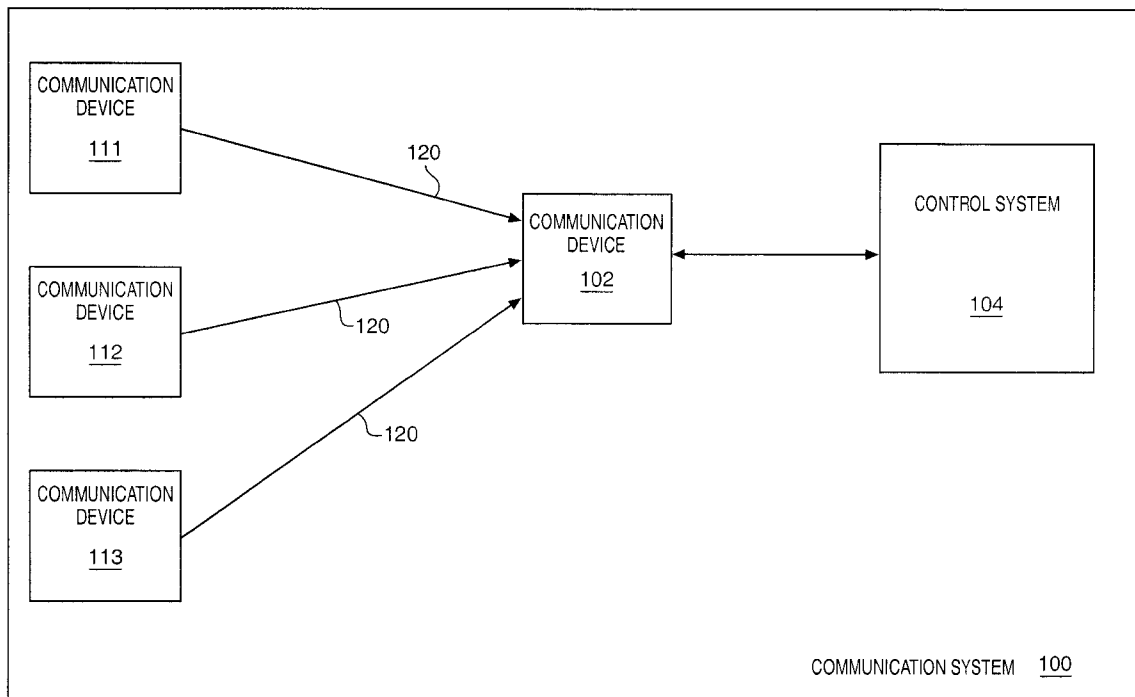 COMMUNICATION
DEVICE
111
120
COMMUNICATION
DEVICE
102
CONTROL SYSTEM
104
COMMUNICATION
DEVICE
112
120
120
COMMUNICATION
DEVICE
113
COMMUNICATION SYSTEM 100